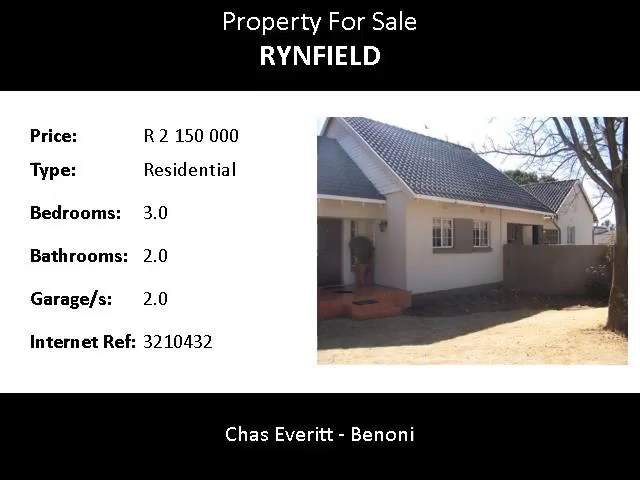 Property For Sale
RYNFIELD
Price: R 2 150 000
Type: Residential
Bedrooms: 3.0
Bathrooms: 2.0
Garage/s: 2.0
Internet Ref: 3210432
Chas Everitt - Benoni